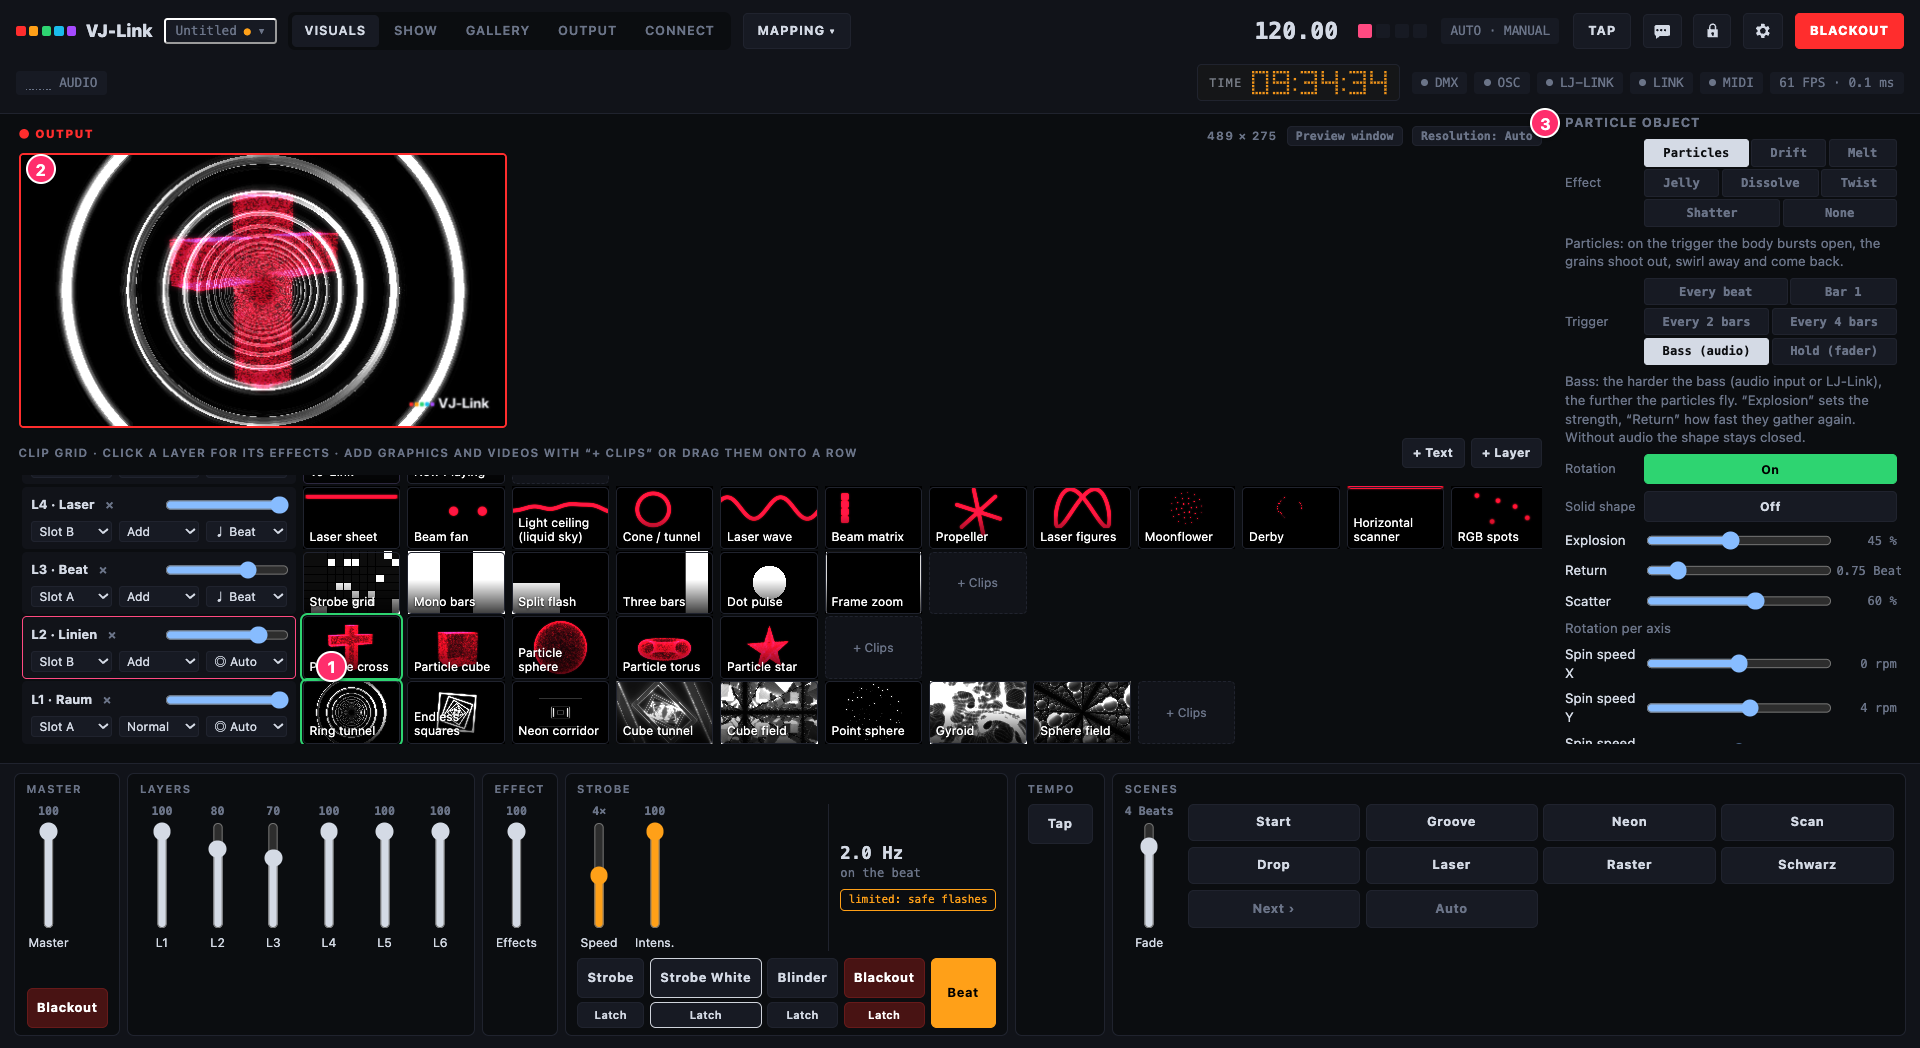 VJ-Link
Untitled
VISUALS
SHOW
GALLERY
OUTPUT
CONNECT
MAPPING
120.00
AUTO · MANUAL
TAP
BLACKOUT
AUDIO
TIME 09:34:34
DMX
OSC
LJ-LINK
LINK
MIDI
61 FPS · 0.1 ms
OUTPUT
489 × 275
Preview window
Resolution: Auto
2
VJ-Link
CLIP GRID · CLICK A LAYER FOR ITS EFFECTS · ADD GRAPHICS AND VIDEOS WITH “+ CLIPS” OR DRAG THEM ONTO A ROW
+ Text
+ Layer
L4 · Laser ×
Slot B
Add
♩ Beat
Laser sheet
Beam fan
Light ceiling (liquid sky)
Cone / tunnel
Laser wave
Beam matrix
Propeller
Laser figures
Moonflower
Derby
Horizontal scanner
RGB spots
L3 · Beat ×
Slot A
Add
♩ Beat
Strobe grid
Mono bars
Split flash
Three bars
Dot pulse
Frame zoom
+ Clips
L2 · Linien ×
Slot B
Add
◎ Auto
1
cross
Particle cube
Particle sphere
Particle torus
Particle star
+ Clips
L1 · Raum ×
Slot A
Normal
◎ Auto
Ring tunnel
Endless squares
Neon corridor
Cube tunnel
Cube field
Point sphere
Gyroid
Sphere field
+ Clips
3
PARTICLE OBJECT
Effect
Particles
Drift
Melt
Jelly
Dissolve
Twist
Shatter
None
Particles: on the trigger the body bursts open, the
grains shoot out, swirl away and come back.
Trigger
Every beat
Bar 1
Every 2 bars
Every 4 bars
Bass (audio)
Hold (fader)
Bass: the harder the bass (audio input or LJ-Link),
the further the particles fly. “Explosion” sets the
strength, “Return” how fast they gather again.
Without audio the shape stays closed.
Rotation
On
Solid shape
Off
Explosion
45 %
Return
0.75 Beat
Scatter
60 %
Rotation per axis
Spin speed X
0 rpm
Spin speed Y
4 rpm
Spin speed
MASTER
100
Master
Blackout
LAYERS
100
80
70
100
100
100
L1
L2
L3
L4
L5
L6
EFFECT
100
Effects
STROBE
4×
100
Speed
Intens.
2.0 Hz
on the beat
limited: safe flashes
Strobe
Strobe White
Blinder
Blackout
Beat
Latch
Latch
Latch
Latch
TEMPO
Tap
SCENES
4 Beats
Fade
Start
Groove
Neon
Scan
Drop
Laser
Raster
Schwarz
Next ›
Auto